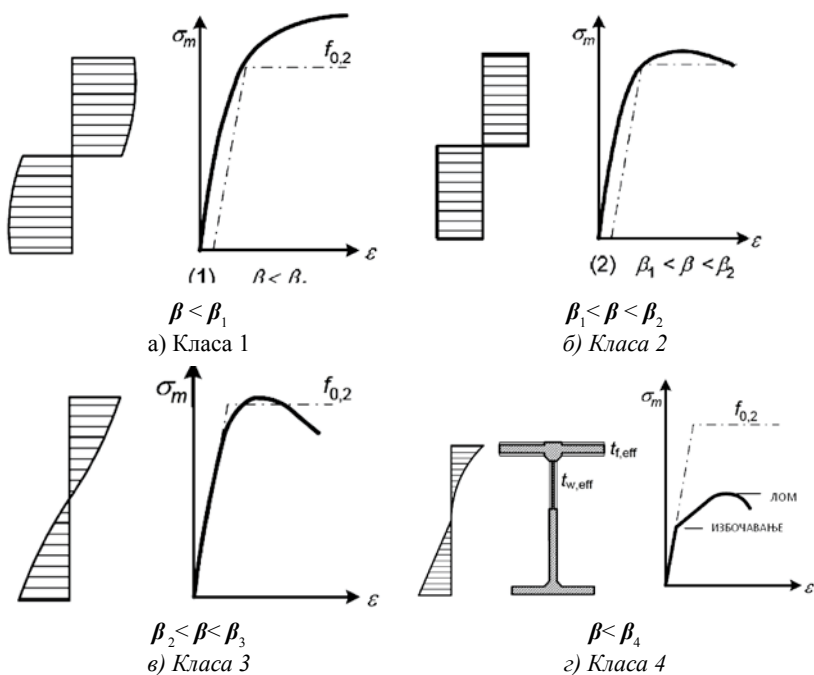 σm
f0,2
ε
(1) β < β
β < β1
а) Класа 1
σm
ε
(2) β1 < β < β2
β1< β < β2
б) Класа 2
σm
f0,2
ε
β2< β< β3
в) Класа 3
tf,eff
tw,eff
σm
f0,2
ЛОМ
ИЗБОЧАВАЊЕ
ε
β< β4
г) Класа 4